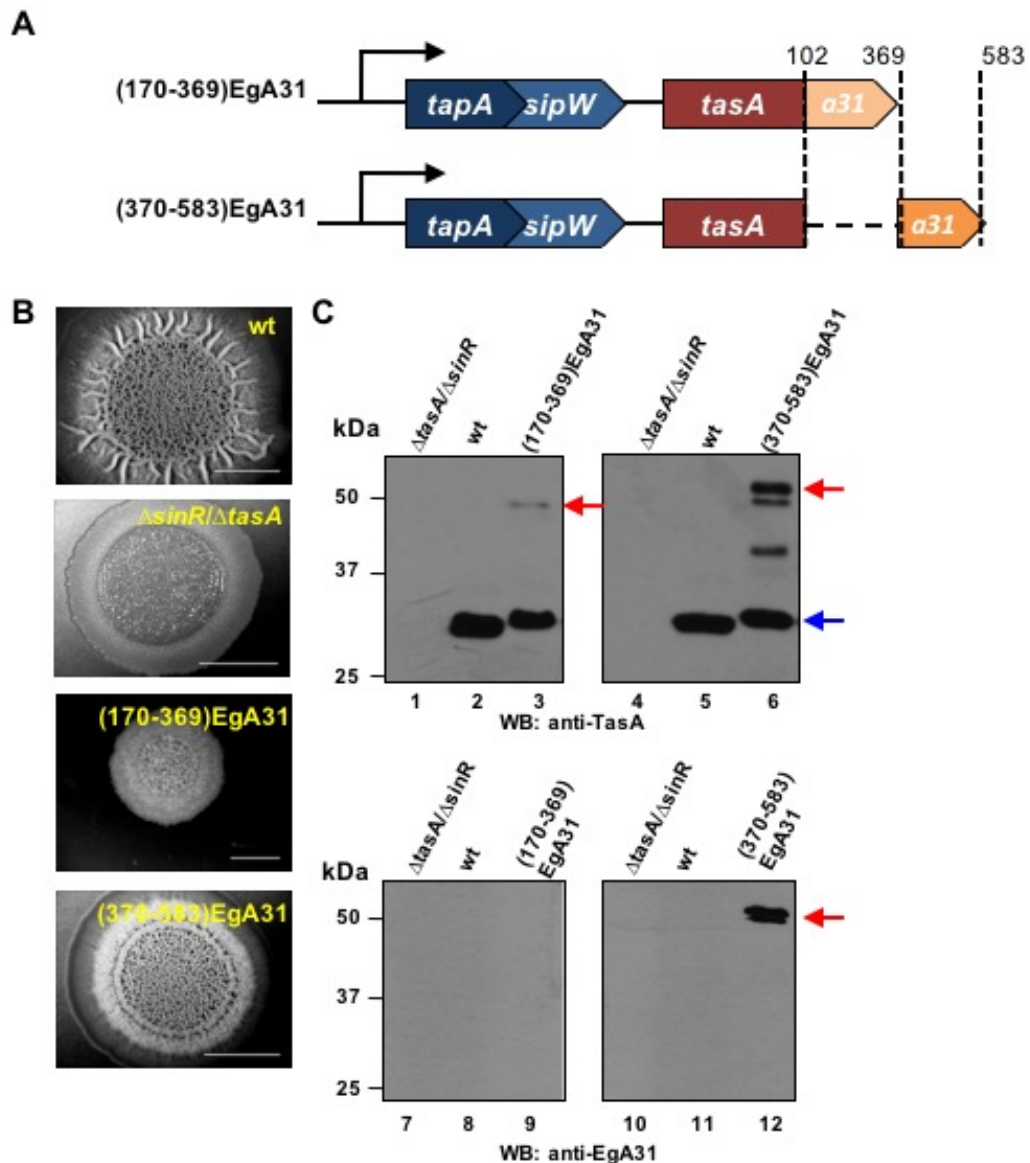 A
102 369 583
(170-369)EgA31
tapA sipW tasA a31
(370-583)EgA31
tapA sipW tasA a31
B
wt
ΔsinR/ΔtasA
(170-369)EgA31
(370-583)EgA31
C
kDa
ΔtasA/ΔsinR
wt
(170-369)EgA31
ΔtasA/ΔsinR
wt
(370-583)EgA31
50
37
25
1 2 3 4 5 6
WB: anti-TasA
kDa
ΔtasA/ΔsinR
wt
(170-369)
EgA31
ΔtasA/ΔsinR
wt
(370-583)
EgA31
50
37
25
7 8 9 10 11 12
WB: anti-EgA31